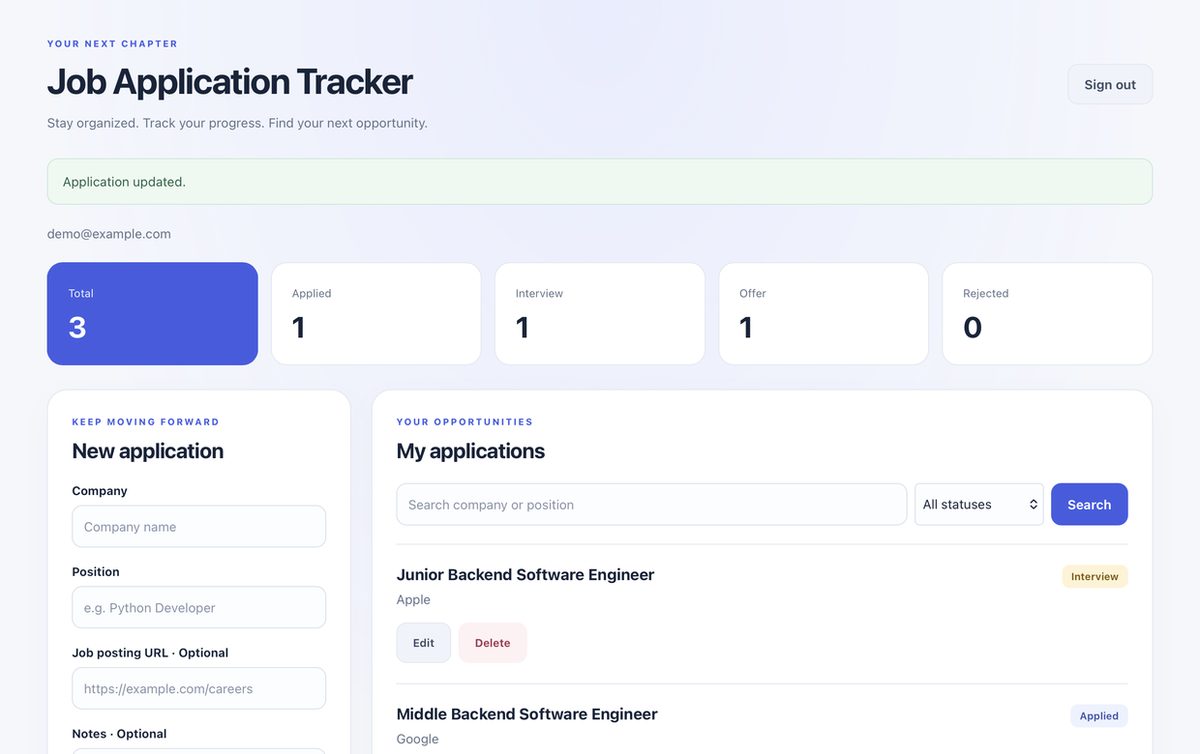 YOUR NEXT CHAPTER
Job Application Tracker
Sign out
Stay organized. Track your progress. Find your next opportunity.
Application updated.
demo@example.com
Total
3
Applied
1
Interview
1
Offer
1
Rejected
0
KEEP MOVING FORWARD
New application
Company
Company name
Position
e.g. Python Developer
Job posting URL · Optional
https://example.com/careers
Notes · Optional
YOUR OPPORTUNITIES
My applications
Search company or position
All statuses
Search
Junior Backend Software Engineer
Interview
Apple
Edit
Delete
Middle Backend Software Engineer
Applied
Google